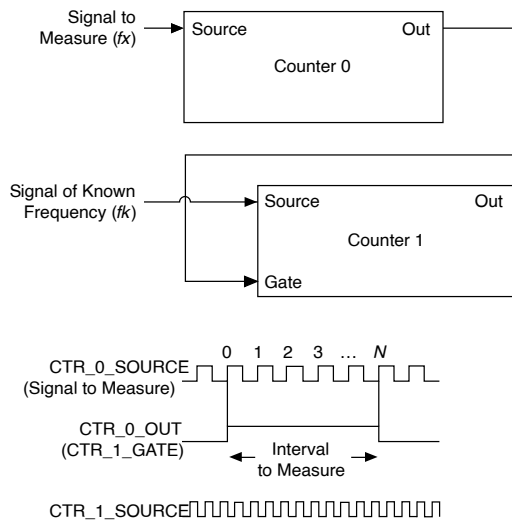 Signal to
Measure (fx)
Source
Out
Counter 0
Signal of Known
Frequency (fk)
Source
Out
Counter 1
Gate
0 1 2 3 … N
CTR_0_SOURCE
(Signal to Measure)
CTR_0_OUT
(CTR_1_GATE)
Interval
to Measure
CTR_1_SOURCE